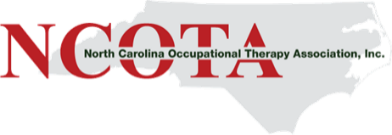 NCOTA
North Carolina Occupational Therapy Association, Inc.